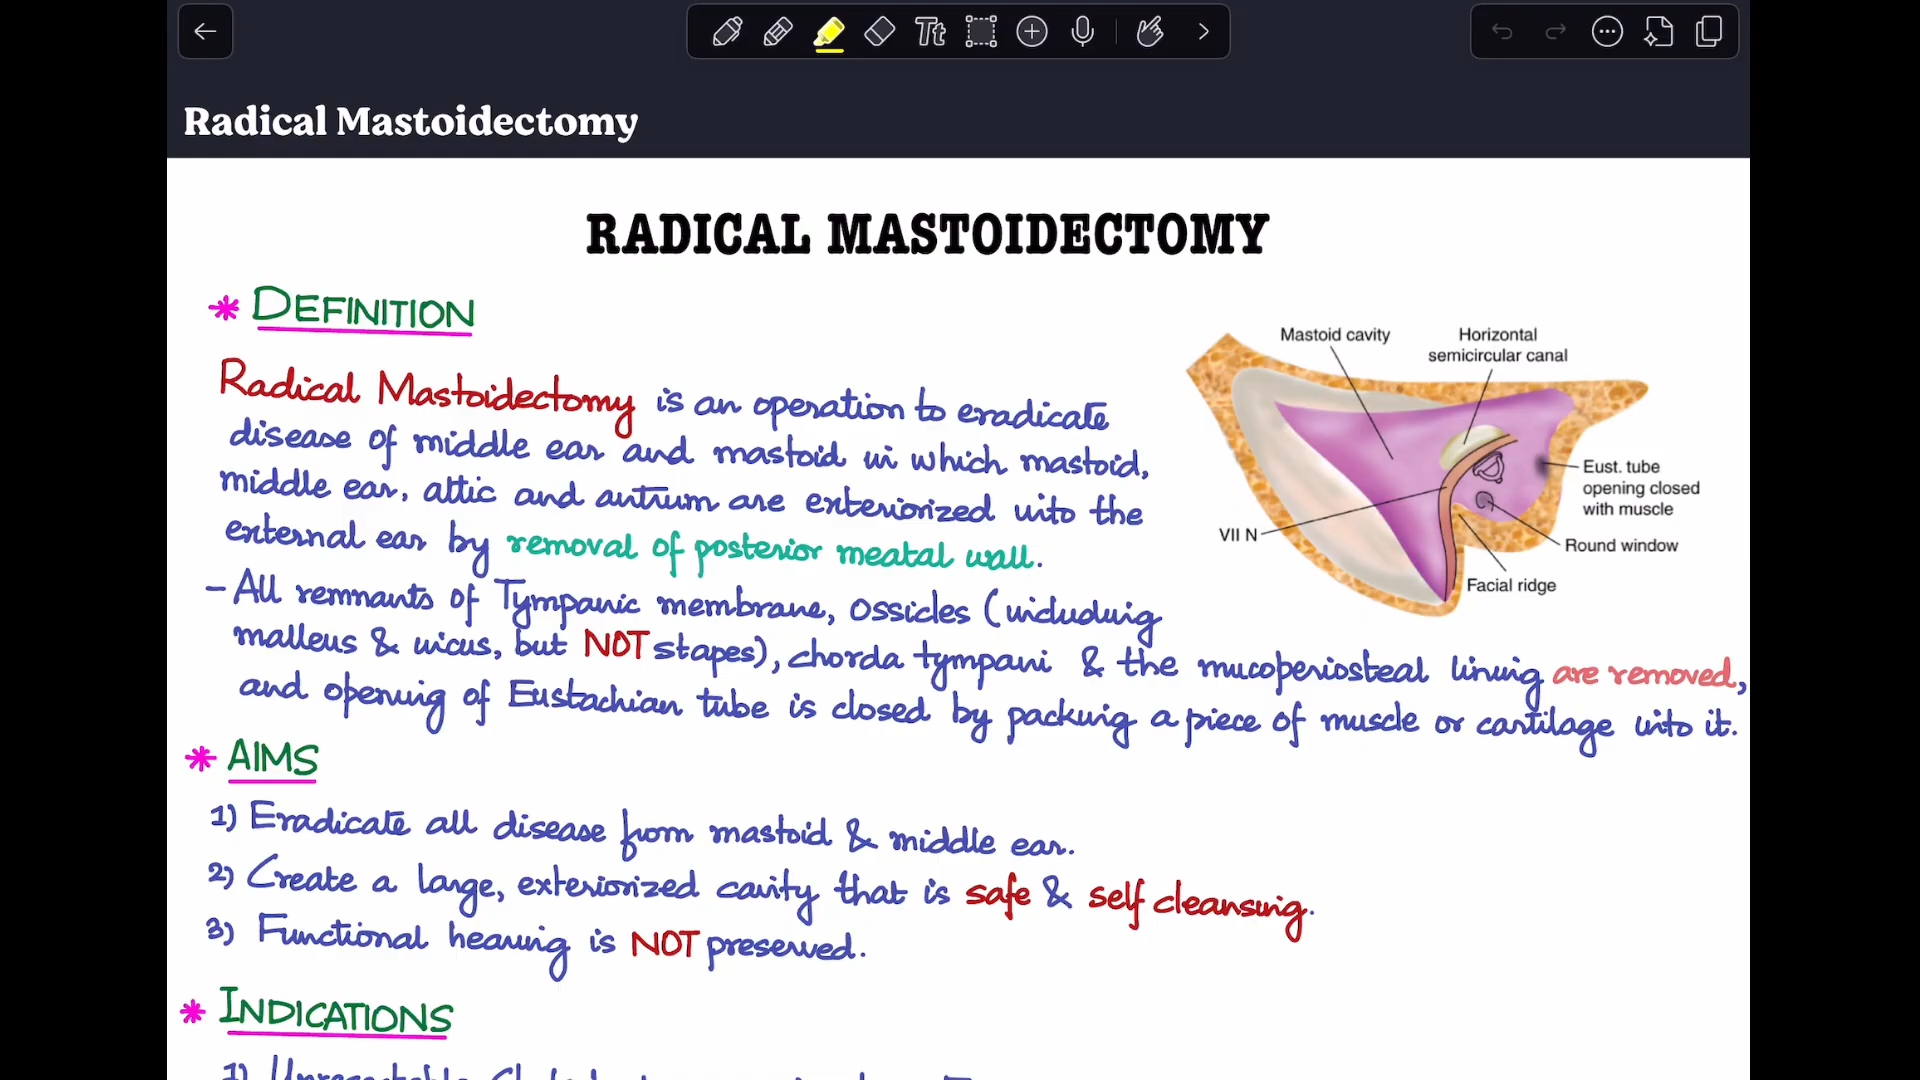 Tt
Radical Mastoidectomy
RADICAL MASTOIDECTOMY
* DEFINITION
Radical Mastoidectomy is an operation to eradicate
disease of middle ear and mastoid in which mastoid,
middle ear, attic and antrum are exteriorized into the
external ear by removal of posterior meatal wall.
- All remnants of Tympanic membrane, ossicles (including
malleus & incus, but NOT stapes), chorda tympani & the mucoperiosteal lining are removed,
and opening of Eustachian tube is closed by packing a piece of muscle or cartilage into it.
Mastoid cavity
Horizontal
semicircular canal
Eust. tube
opening closed
with muscle
VII N
Round window
Facial ridge
* AIMS
1) Eradicate all disease from mastoid & middle ear.
2) Create a large, exteriorized cavity that is safe & self cleansing.
3) Functional hearing is NOT preserved.
* INDICATIONS
1)